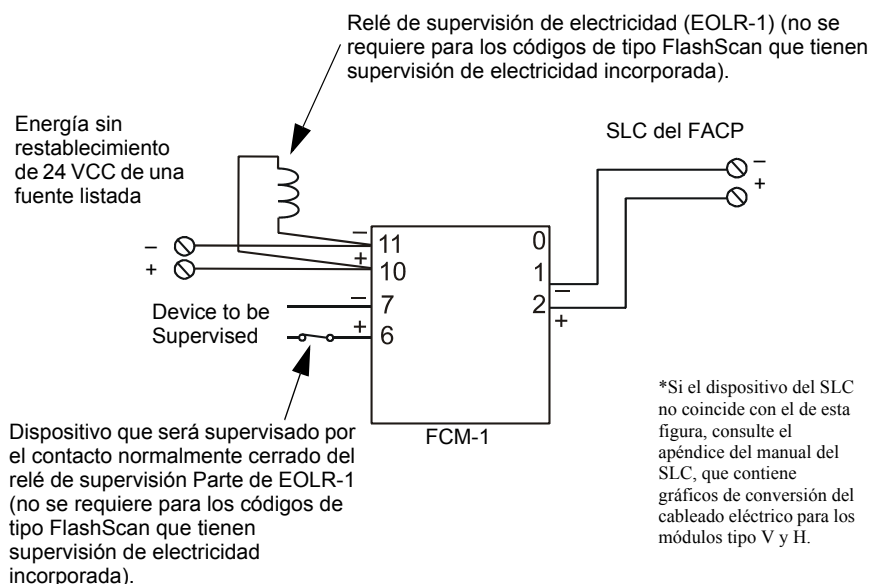 Relé de supervisión de electricidad (EOLR-1) (no se
requiere para los códigos de tipo FlashScan que tienen
supervisión de electricidad incorporada).
Energía sin
restablecimiento
de 24 VCC de una
fuente listada
SLC del FACP
–
+
–
+
–
11
+
10
–
7
+
6
0
1
–
2
+
Device to be
Supervised
FCM-1
Dispositivo que será supervisado por
el contacto normalmente cerrado del
relé de supervisión Parte de EOLR-1
(no se requiere para los códigos de
tipo FlashScan que tienen
supervisión de electricidad
incorporada).
*Si el dispositivo del SLC
no coincide con el de esta
figura, consulte el
apéndice del manual del
SLC, que contiene
gráficos de conversión del
cableado eléctrico para los
módulos tipo V y H.